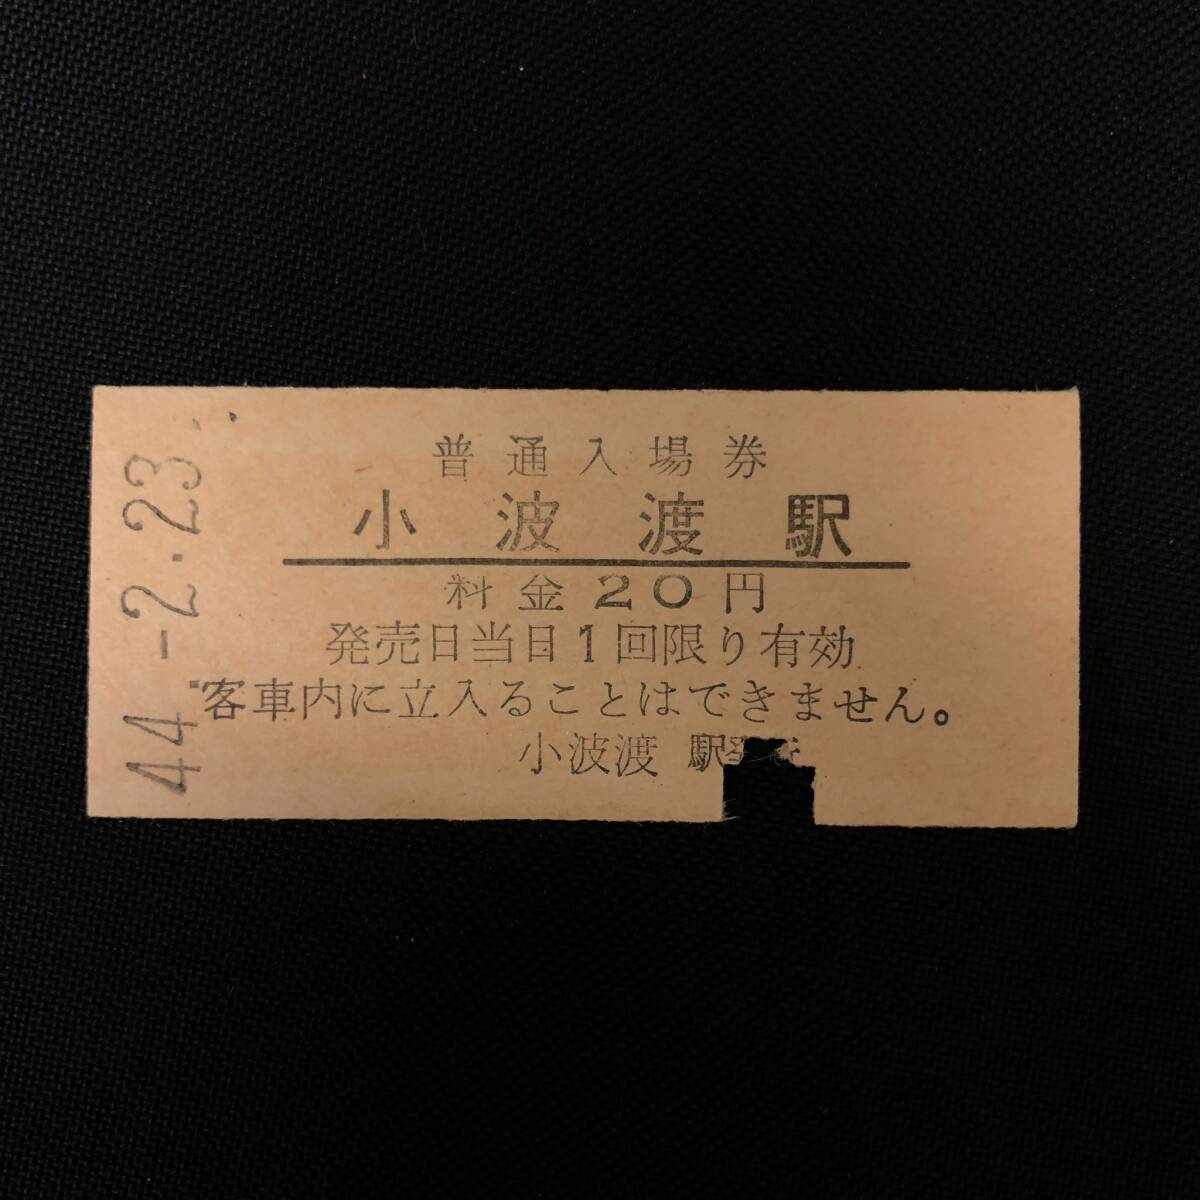 普通入場券
小波渡駅
料金20円
発売日当日1回限り有効
客車内に立入ることはできません。
小波渡 駅
44.-2.23